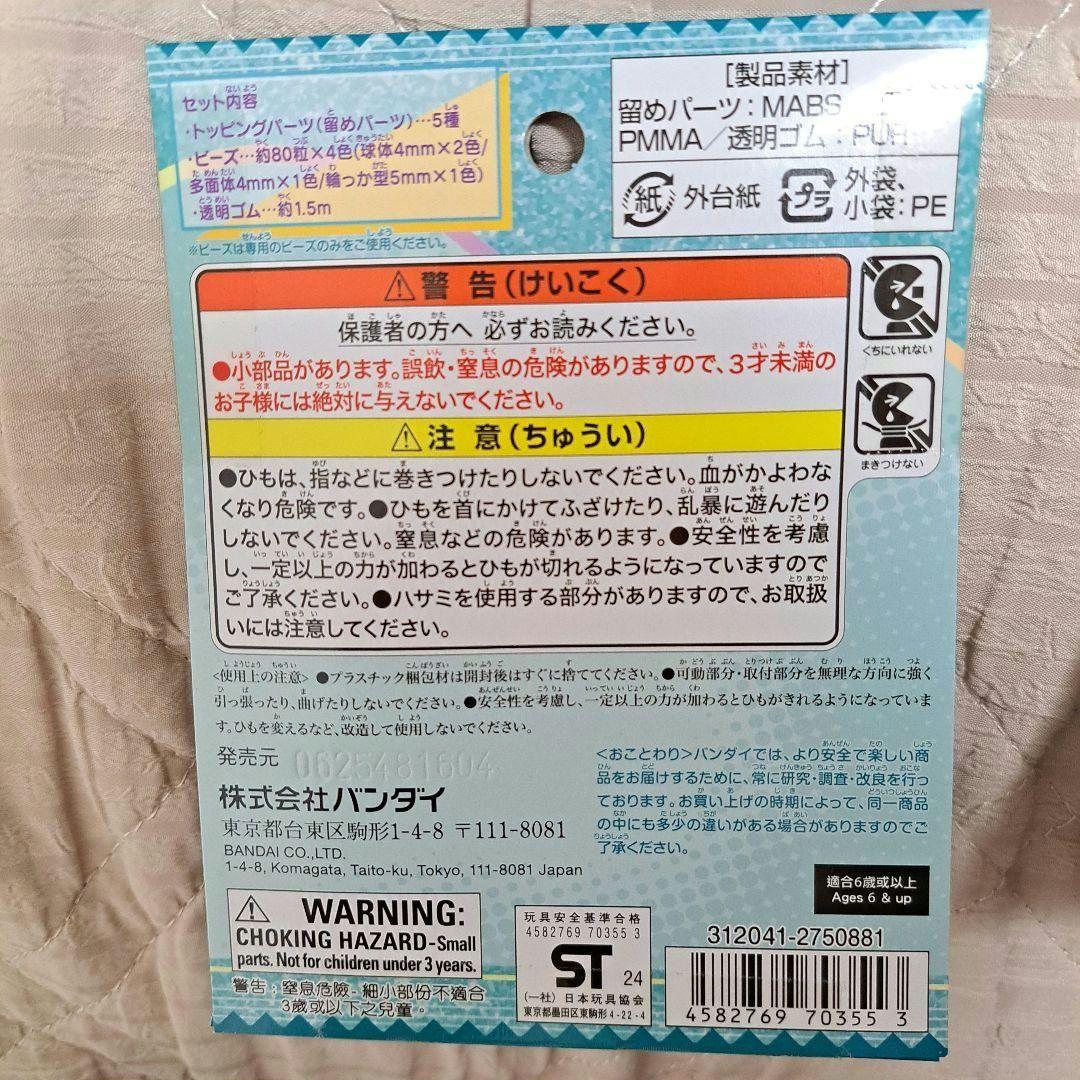 セット内容
・トッピングパーツ(留めパーツ)…5種
・ビーズ…約80粒×4色(球体4mm×2色/
多面体4mm×1色/輪っか型5mm×1色)
・透明ゴム…約1.5m
※ビーズは専用のビーズのみをご使用ください。
[製品素材]
留めパーツ:MABS
PMMA/透明ゴム:PUR
紙 外台紙
プラ 外袋、
小袋:PE
⚠警告(けいこく)
保護者の方へ 必ずお読みください。
●小部品があります。誤飲・窒息の危険がありますので、3才未満の
お子様には絶対に与えないでください。
⚠注意(ちゅうい)
●ひもは、指などに巻きつけたりしないでください。血がかよわな
くなり危険です。●ひもを首にかけてふざけたり、乱暴に遊んだり
しないでください。窒息などの危険があります。●安全性を考慮
し、一定以上の力が加わるとひもが切れるようになっていますので
ご了承ください。●ハサミを使用する部分がありますので、お取扱
いには注意してください。
くちにいれない
まきつけない
<使用上の注意> ●プラスチック梱包材は開封後はすぐに捨ててください。●可動部分・取付部分を無理な方向に強く
引っ張ったり、曲げたりしないでください。●安全性を考慮し、一定以上の力が加わるとひもがきれるようになっていま
す。ひもを変えるなど、改造して使用しないでください。
発売元
0625481604
株式会社バンダイ
東京都台東区駒形1-4-8 〒111-8081
BANDAI CO.,LTD.
1-4-8, Komagata, Taito-ku, Tokyo, 111-8081 Japan
<おことわり>バンダイでは、より安全で楽しい商
品をお届けするために、常に研究・調査・改良を行っ
ております。お買い上げの時期によって、同一商品
の中にも多少の違いがある場合がありますのでご
了承ください。
適合6歲或以上
Ages 6 & up
⚠ WARNING:
CHOKING HAZARD-Small
parts. Not for children under 3 years.
警告:窒息危險-細小部份不適合
3歲或以下之兒童。
玩具安全基準合格
4582769 70355 3
ST 24
(一社)日本玩具協会
東京都墨田区東駒形4-22-4
312041-2750881
4582769 703553